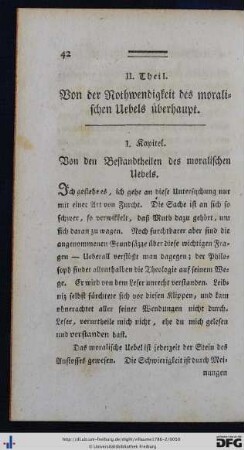 42
II. Theil.
Von der Nothwendigkeit des morali-
schen Uebels überhaupt.
I. Kapitel.
Von den Bestandtheilen des moralischen
Uebels.
Ich gestehe es, ich gehe an diese Untersuchung nur
mit einer Art von Furcht. Die Sache ist an sich so
schwer, so verwikkelt, daß Muth dazu gehört, um
sich daran zu wagen. Noch furchtbarer aber sind die
angenommenen Grundsätze über diese wichtigen Fra-
gen — Ueberall verstößt man dagegen; der Philo-
soph findet allenthalben die Theologie auf seinem We-
ge. Er wird von dem Leser unrecht verstanden. Leib-
nitz selbst fürchtete sich vor diesen Klippen, und kam
ohnerachtet aller seiner Wendungen nicht durch.
Leser, verurtheile mich nicht, ehe du mich gelesen
und verstanden hast.
Das moralische Uebel ist jederzeit der Stein des
Anstosses gewesen. Die Schwierigkeit ist durch Mei-
nungen
© Universitätsbibliothek Freiburg
DFG